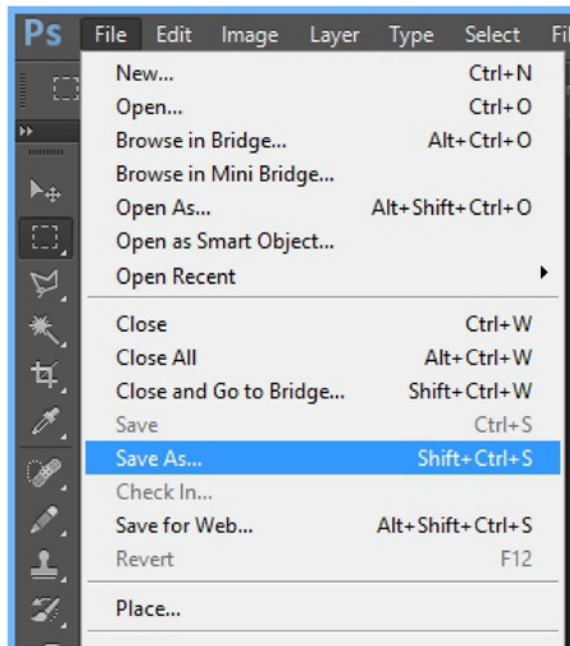 Ps File Edit Image Layer Type Select Fil
New... Ctrl+N
Open... Ctrl+O
Browse in Bridge... Alt+Ctrl+O
Browse in Mini Bridge...
Open As... Alt+Shift+Ctrl+O
Open as Smart Object...
Open Recent
Close Ctrl+W
Close All Alt+Ctrl+W
Close and Go to Bridge... Shift+Ctrl+W
Save Ctrl+S
Save As... Shift+Ctrl+S
Check In...
Save for Web... Alt+Shift+Ctrl+S
Revert F12
Place...